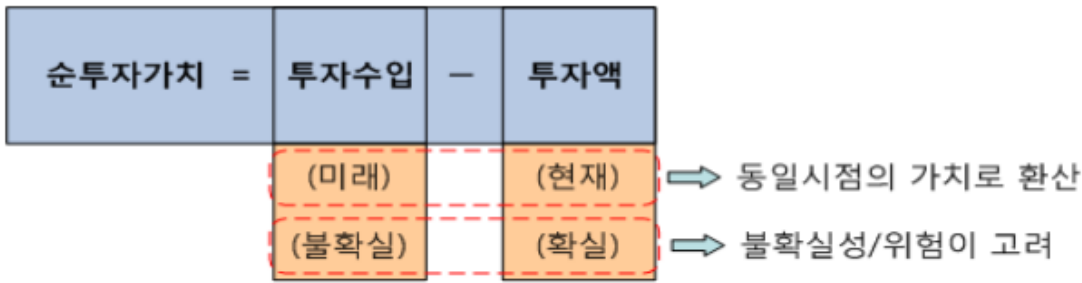 순투자가치 = 투자수입 － 투자액
(미래) (현재) 동일시점의 가치로 환산
(불확실) (확실) 불확실성/위험이 고려